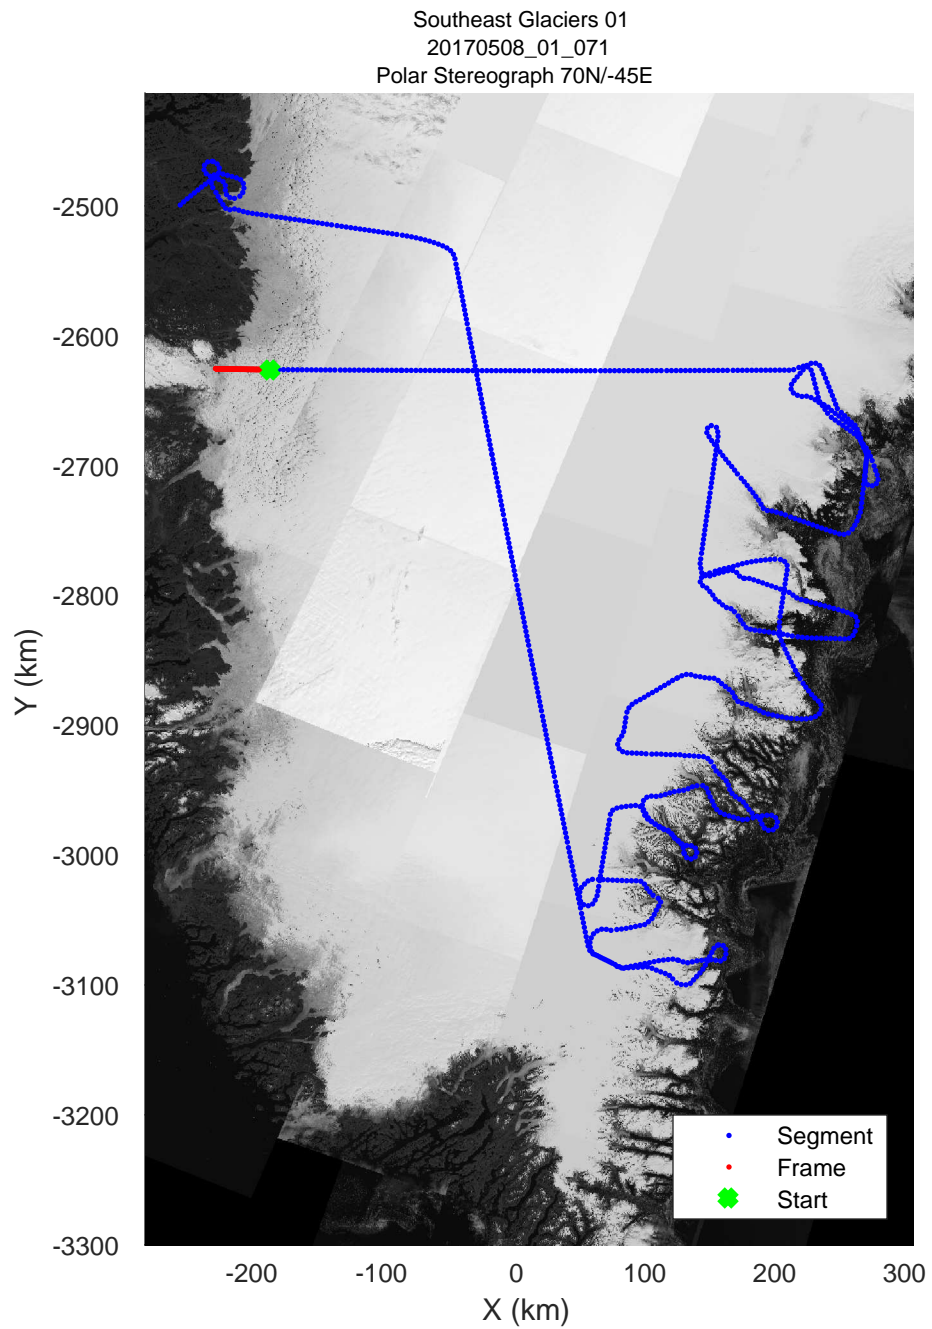 Southeast Glaciers 01
20170508_01_071
Polar Stereograph 70N/-45E
-2500
-2600
-2700
-2800
-2900
-3000
-3100
-3200
-3300
Y (km)
Segment
Frame
Start
-200 -100 0 100 200 300
X (km)